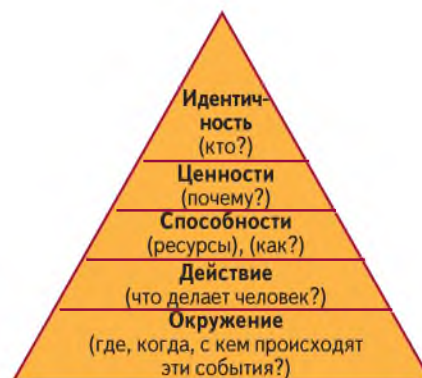 Идентич-
ность
(кто?)
Ценности
(почему?)
Способности
(ресурсы), (как?)
Действие
(что делает человек?)
Окружение
(где, когда, с кем происходят
эти события?)